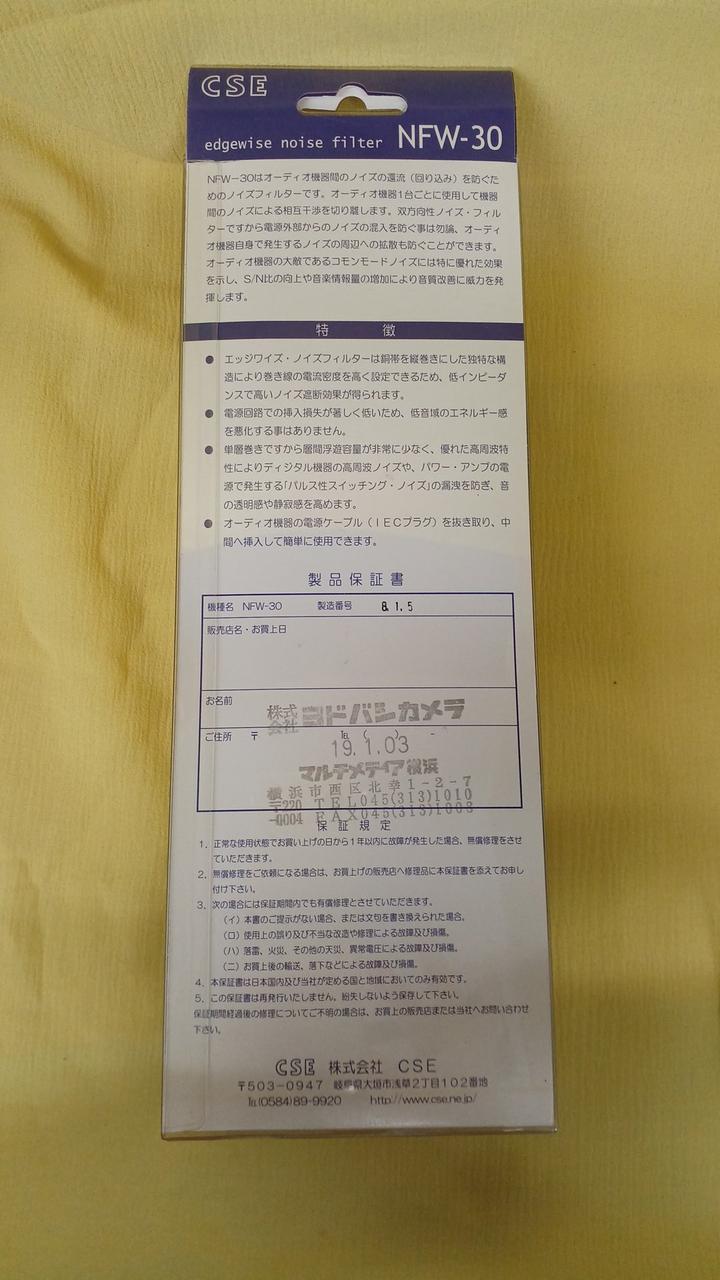 CSE
edgewise noise filter NFW-30
NFW-30はオーディオ機器間のノイズの還流（回り込み）を防ぐた
めのノイズフィルターです。オーディオ機器1台ごとに使用して機器
間のノイズによる相互干渉を切り離します。双方向性ノイズ・フィル
ターですから電源外部からのノイズの混入を防ぐ事は勿論、オーディ
オ機器自身で発生するノイズの周辺への拡散も防ぐことができます。
オーディオ機器の大敵であるコモンモードノイズには特に優れた効果
を示し、S/N比の向上や音楽情報量の増加により音質改善に威力を発
揮します。
特 徴
● エッジワイズ・ノイズフィルターは銅帯を縦巻きにした独特な構
造により巻き線の電流密度を高く設定できるため、低インピーダ
ンスで高いノイズ遮断効果が得られます。
● 電源回路での挿入損失が著しく低いため、低音域のエネルギー感
を悪化する事はありません。
● 単層巻きですから層間浮遊容量が非常に少なく、優れた高周波特
性によりディジタル機器の高周波ノイズや、パワー・アンプの電
源で発生する「パルス性スイッチング・ノイズ」の漏洩を防ぎ、音
の透明感や静寂感を高めます。
● オーディオ機器の電源ケーブル（IECプラグ）を抜き取り、中
間へ挿入して簡単に使用できます。
製品保証書
機種名 NFW-30 製造番号 8.1.5
販売店名・お買上日
お名前
株式会社 ヨドバシカメラ
ご住所 〒 ℡ ( ) -
19.1.03
マルチメディア横浜
横浜市西区北幸1-2-7
〒220 TEL045(313)1010
-0004 FAX045(313)1003
保証規定
1. 正常な使用状態でお買い上げの日から1年以内に故障が発生した場合、無償修理をさせ
ていただきます。
2. 無償修理をご依頼になる場合は、お買上げの販売店へ修理品に本保証書を添えてお申し
付け下さい。
3. 次の場合には保証期間内でも有償修理とさせていただきます。
（イ）本書のご提示がない場合、または文句を書き換えられた場合。
（ロ）使用上の誤り及び不当な改造や修理による故障及び損傷。
（ハ）落雷、火災、その他の天災、異常電圧による故障及び損傷。
（ニ）お買上後の輸送、落下などによる故障及び損傷。
4. 本保証書は日本国内及び当社が定める国と地域においてのみ有効です。
5. この保証書は再発行いたしません。紛失しないよう保存して下さい。
保証期間経過後の修理についてご不明の場合は、お買上の販売店または当社へお問い合わせ
下さい。
CSE 株式会社 CSE
〒503-0947 岐阜県大垣市浅草2丁目102番地
℡(0584)89-9920 http://www.cse.ne.jp/